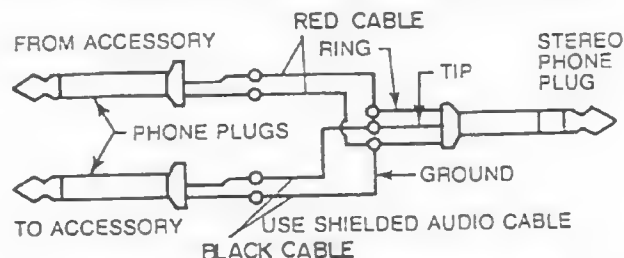 RED CABLE
FROM ACCESSORY
RING
STEREO
PHONE
PLUG
TIP
PHONE PLUGS
GROUND
TO ACCESSORY
USE SHIELDED AUDIO CABLE
BLACK CABLE